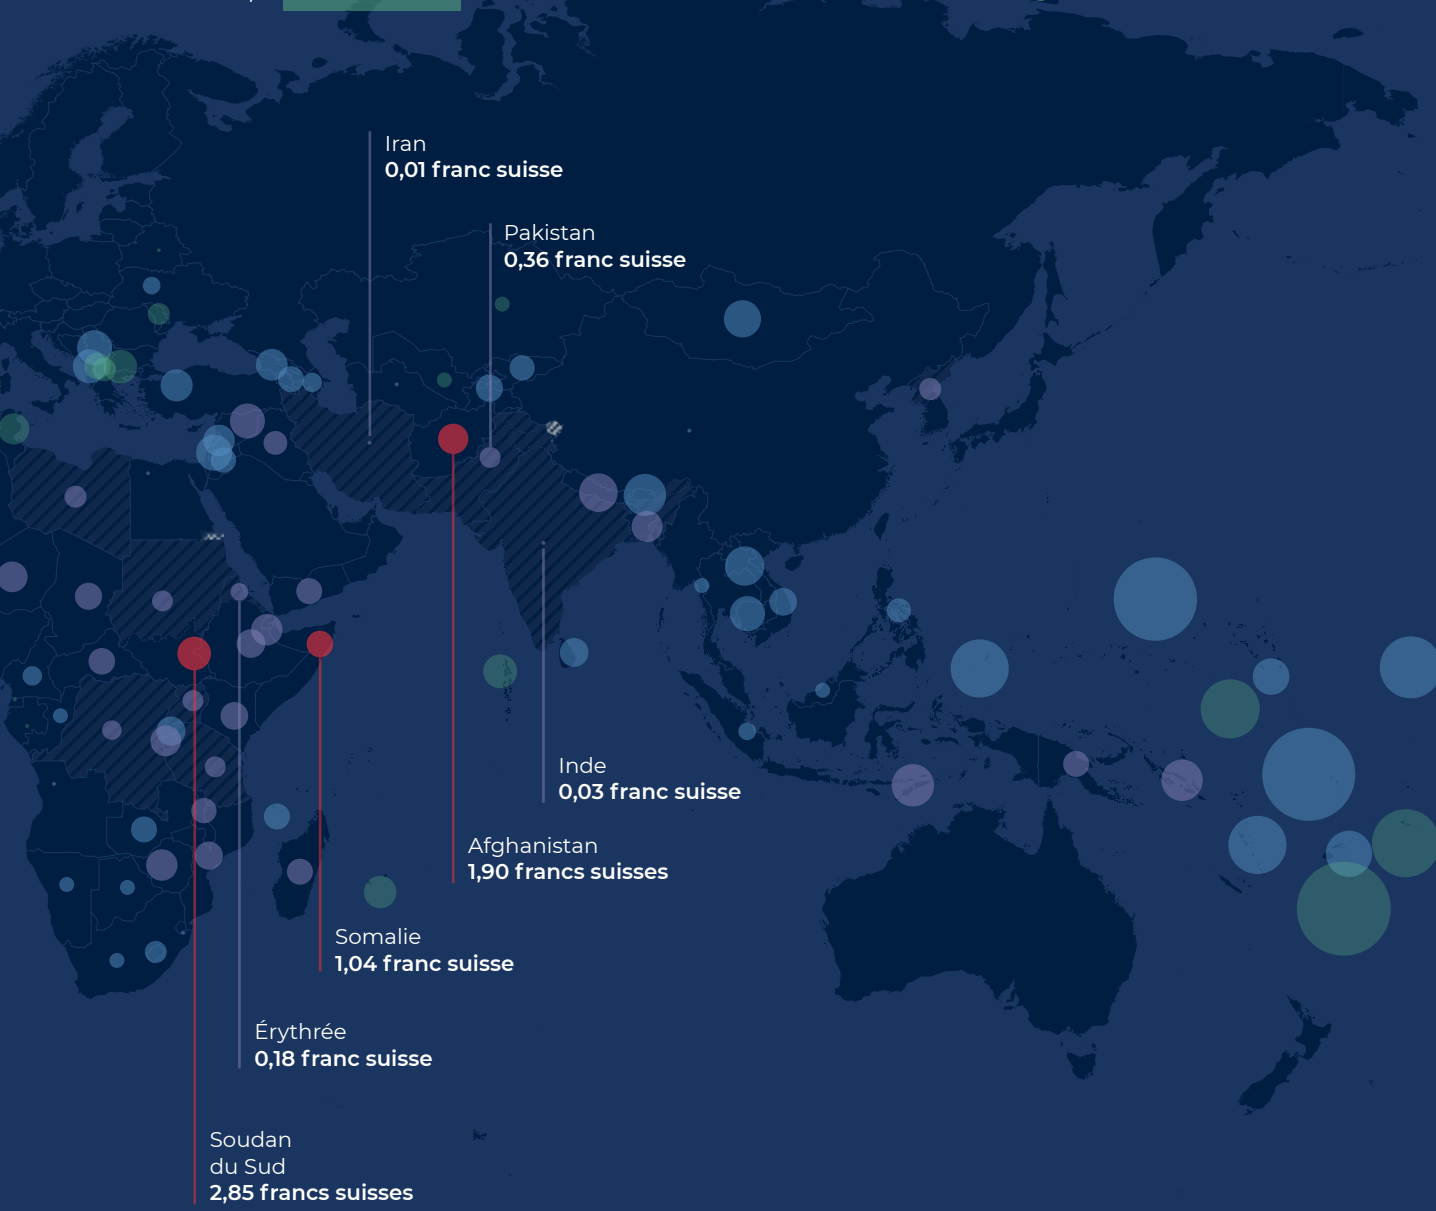 Iran
0,01 franc suisse
Pakistan
0,36 franc suisse
Inde
0,03 franc suisse
Afghanistan
1,90 francs suisses
Somalie
1,04 franc suisse
Érythrée
0,18 franc suisse
Soudan
du Sud
2,85 francs suisses